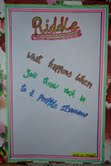 Riddle
What happens when
you throw rock in
to a purple stream